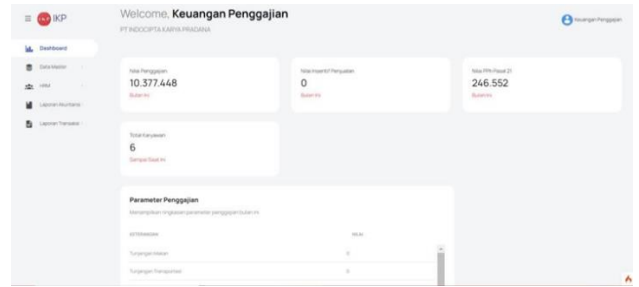 IKP
Welcome, Keuangan Penggajian
PT INDOCIPTA KARYA PRADANA
Keuangan Penggajian
Dashboard
Data Master
HRM
Laporan Akuntansi
Laporan Transaksi
Nilai Penggajian
10.377.448
Bulan Ini
Nilai Insentif Penjualan
0
Bulan Ini
Nilai PPh Pasal 21
246.552
Bulan Ini
Total Karyawan
6
Sampai Saat Ini
Parameter Penggajian
Menampilkan ringkasan parameter penggajian bulan ini
KETERANGAN NILAI
Tunjangan Makan 0
Tunjangan Transportasi 0